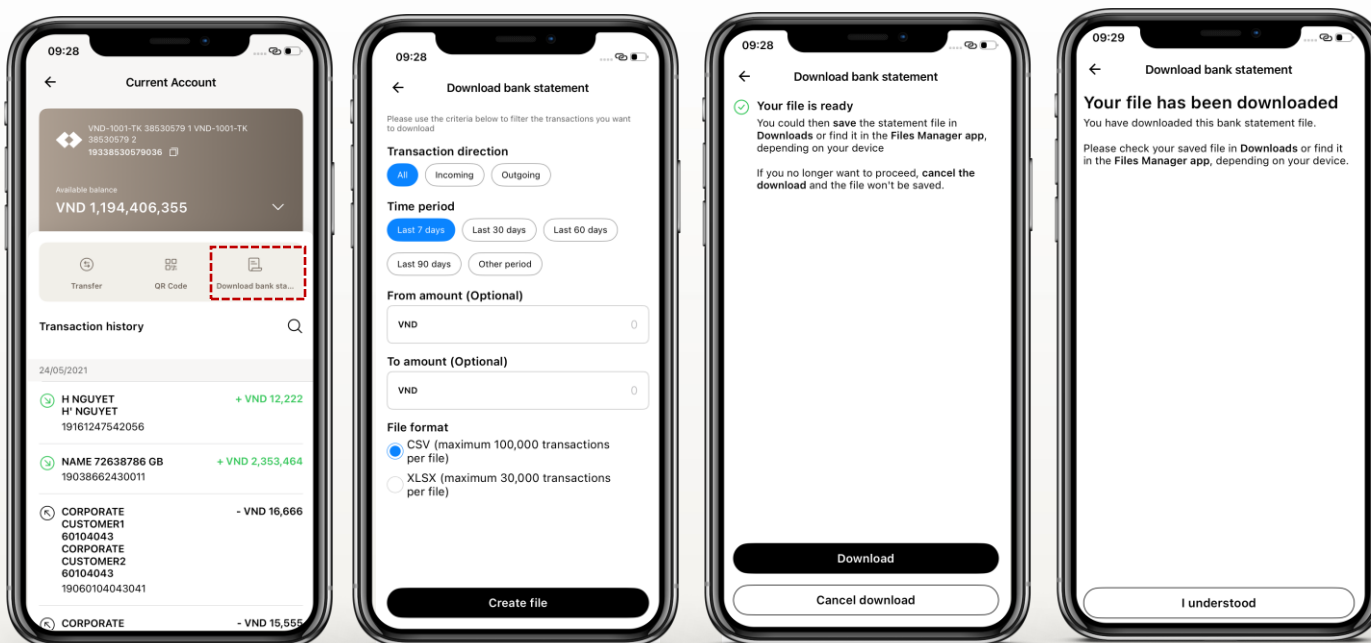 09:28
Current Account
VND-1001-TK 38530579 1 VND-1001-TK
38530579 2
19338530579036
Available balance
VND 1,194,406,355
Transfer
QR Code
Download bank sta...
Transaction history
24/05/2021
H NGUYET
H' NGUYET
+ VND 12,222
19161247542056
NAME 72638786 GB
+ VND 2,353,464
19038662430011
CORPORATE
- VND 16,666
CUSTOMER1
60104043
CORPORATE
CUSTOMER2
60104043
19060104043041
CORPORATE
- VND 15,555
09:28
Download bank statement
Please use the criteria below to filter the transactions you want
to download
Transaction direction
All
Incoming
Outgoing
Time period
Last 7 days
Last 30 days
Last 60 days
Last 90 days
Other period
From amount (Optional)
VND
0
To amount (Optional)
VND
0
File format
CSV (maximum 100,000 transactions
per file)
XLSX (maximum 30,000 transactions
per file)
Create file
09:28
Download bank statement
Your file is ready
You could then save the statement file in
Downloads or find it in the Files Manager app,
depending on your device
If you no longer want to proceed, cancel the
download and the file won't be saved.
Download
Cancel download
09:29
Download bank statement
Your file has been downloaded
You have downloaded this bank statement file.
Please check your saved file in Downloads or find it
in the Files Manager app, depending on your device.
I understood